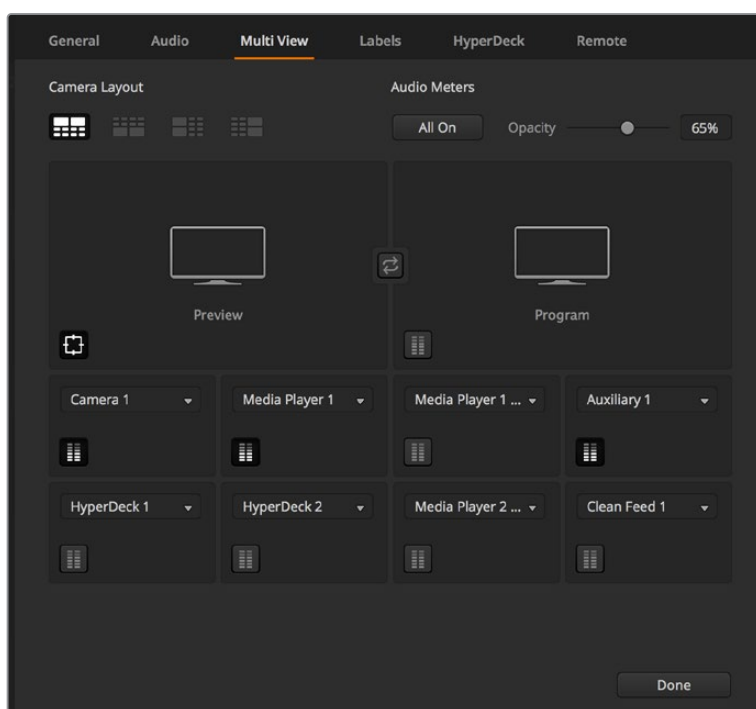 General Audio Multi View Labels HyperDeck Remote
Camera Layout Audio Meters
All On Opacity 65%
Preview Program
Camera 1 Media Player 1 Media Player 1 ... Auxiliary 1
HyperDeck 1 HyperDeck 2 Media Player 2 ... Clean Feed 1
Done